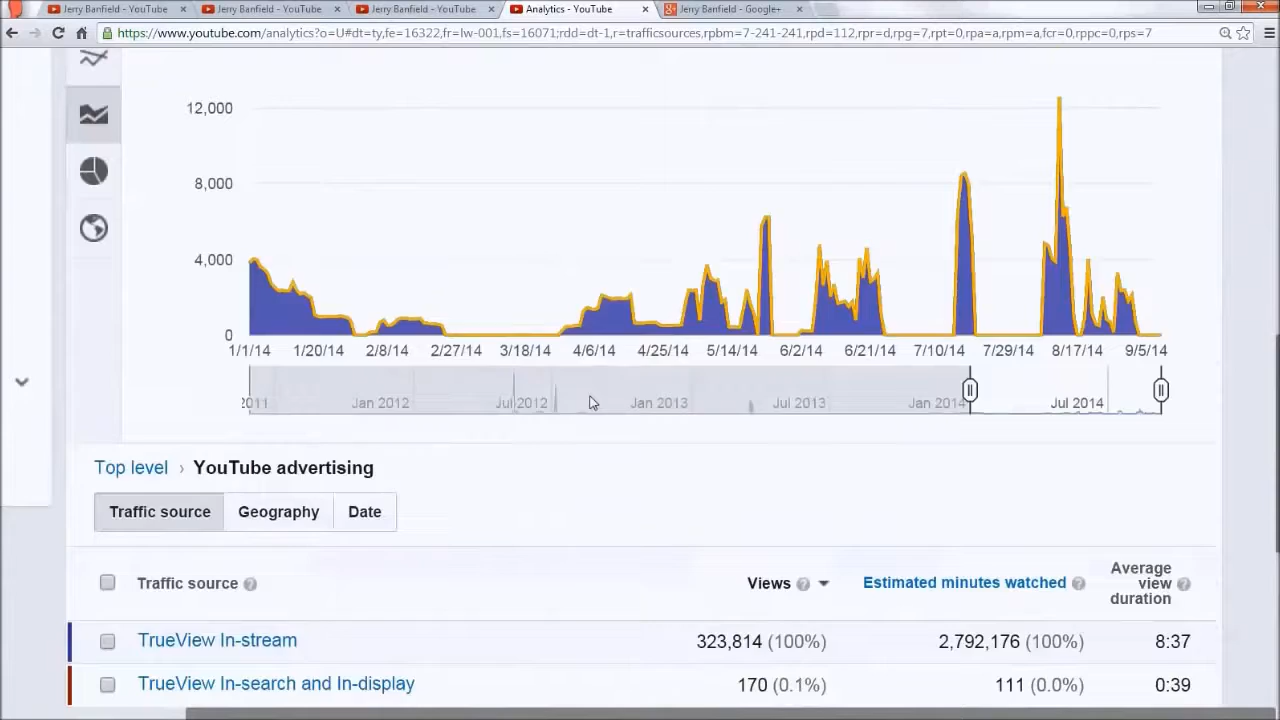 Jerry Banfield - YouTube
Jerry Banfield - YouTube
Jerry Banfield - YouTube
Analytics - YouTube
Jerry Banfield - Google+
https://www.youtube.com/analytics?o=U#dt=ty,fe=16322,fr=lw-001,fs=16071;rdd=dt-1,r=trafficsources,rpbm=7-241-241,rpd=112,rpr=d,rpg=7,rpt=0,rpa=a,rpm=a,fcr=0,rppc=0,rps=7
12,000
8,000
4,000
0
1/1/14 1/20/14 2/8/14 2/27/14 3/18/14 4/6/14 4/25/14 5/14/14 6/2/14 6/21/14 7/10/14 7/29/14 8/17/14 9/5/14
2011 Jan 2012 Jul 2012 Jan 2013 Jul 2013 Jan 2014 Jul 2014
Top level › YouTube advertising
Traffic source Geography Date
Traffic source ? Views ? Estimated minutes watched ? Average view duration ?
TrueView In-stream 323,814 (100%) 2,792,176 (100%) 8:37
TrueView In-search and In-display 170 (0.1%) 111 (0.0%) 0:39